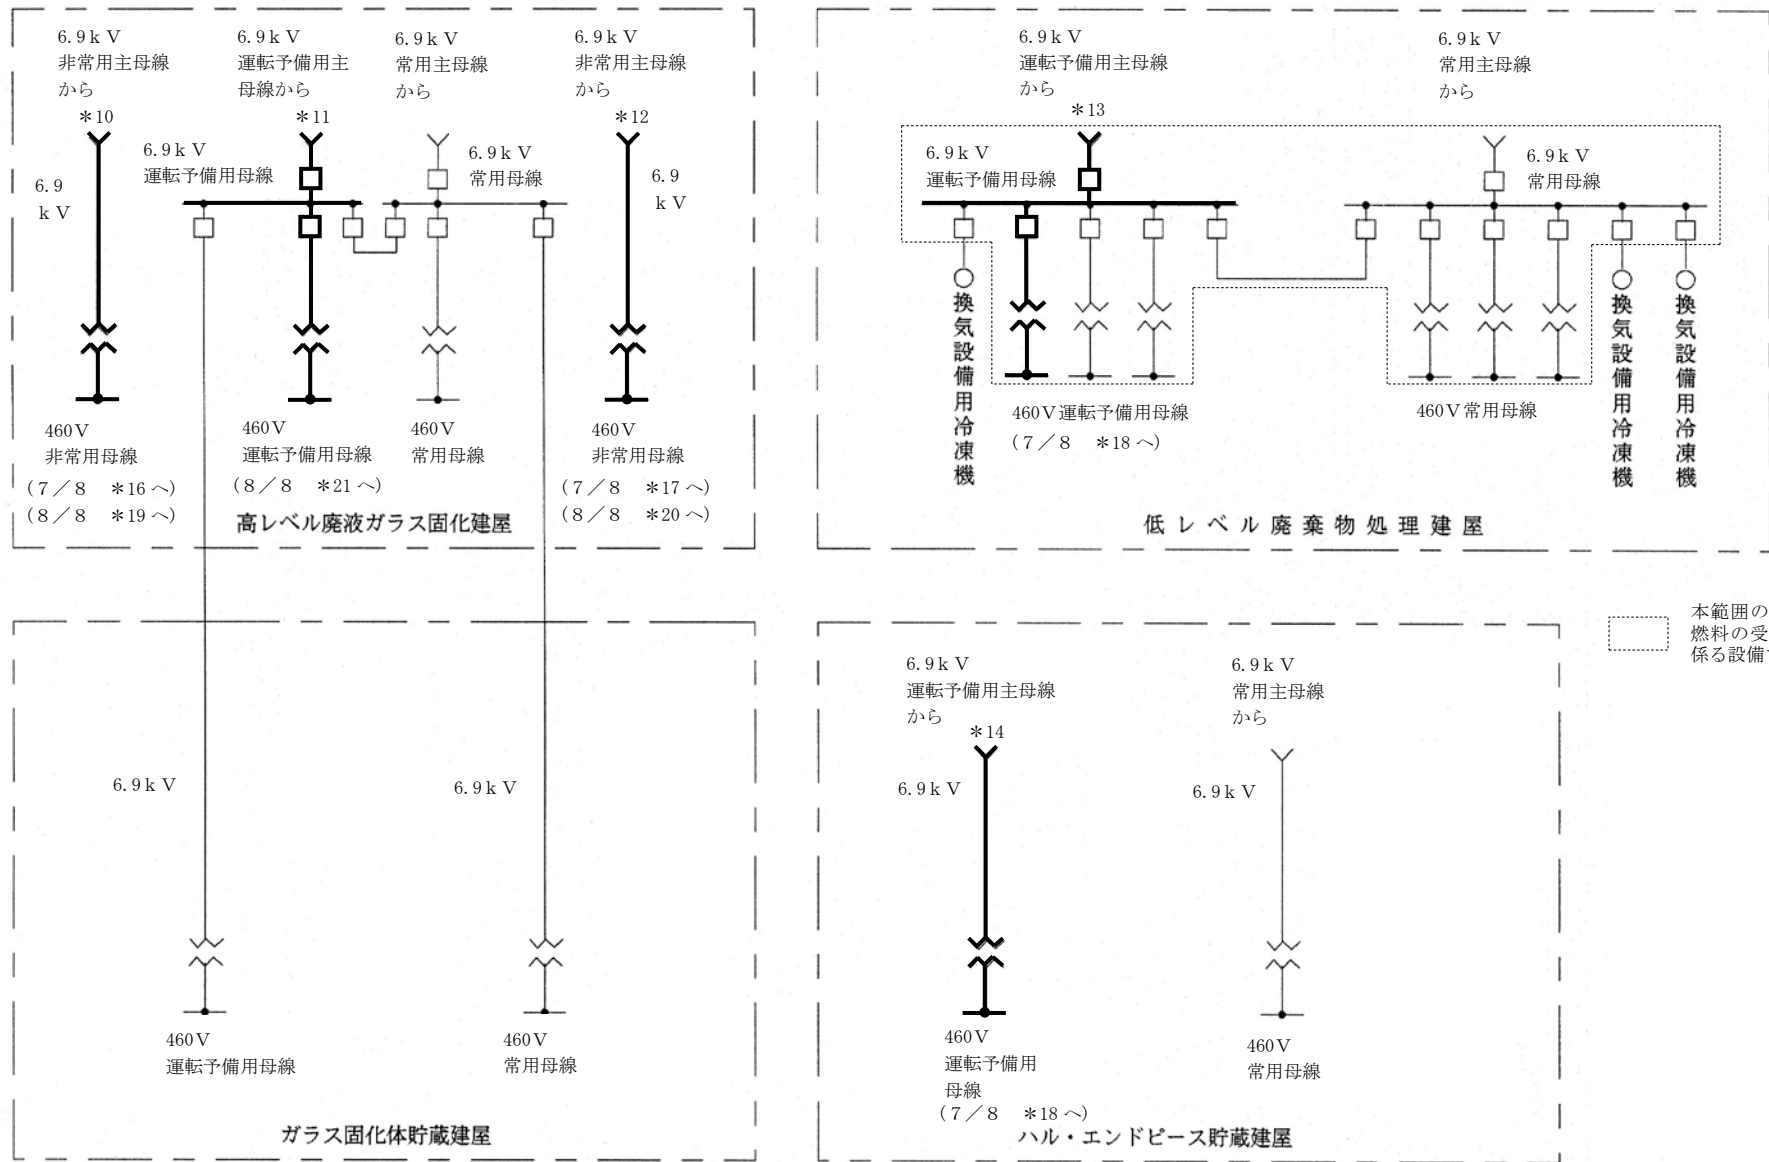 6.9kV
非常用主母線
から
＊10
6.9kV
運転予備用主
母線から
＊11
6.9kV
常用主母線
から
6.9kV
非常用主母線
から
＊12
6.9
kV
6.9kV
運転予備用母線
6.9kV
常用母線
6.9
kV
460V
非常用母線
(7／8　＊16へ)
(8／8　＊19へ)
460V
運転予備用母線
(8／8　＊21へ)
460V
常用母線
460V
非常用母線
(7／8　＊17へ)
(8／8　＊20へ)
高レベル廃液ガラス固化建屋
6.9kV
運転予備用主母線
から
＊13
6.9kV
常用主母線
から
6.9kV
運転予備用母線
6.9kV
常用母線
換気設備用冷凍機
460V運転予備用母線
(7／8　＊18へ)
460V常用母線
換気設備用冷凍機
換気設備用冷凍機
低レベル廃棄物処理建屋
6.9kV
6.9kV
460V
運転予備用母線
460V
常用母線
ガラス固化体貯蔵建屋
6.9kV
運転予備用主母線
から
＊14
6.9kV
6.9kV
常用主母線
から
6.9kV
460V
運転予備用
母線
(7／8　＊18へ)
460V
常用母線
ハル・エンドピース貯蔵建屋
本範囲の
燃料の受
係る設備